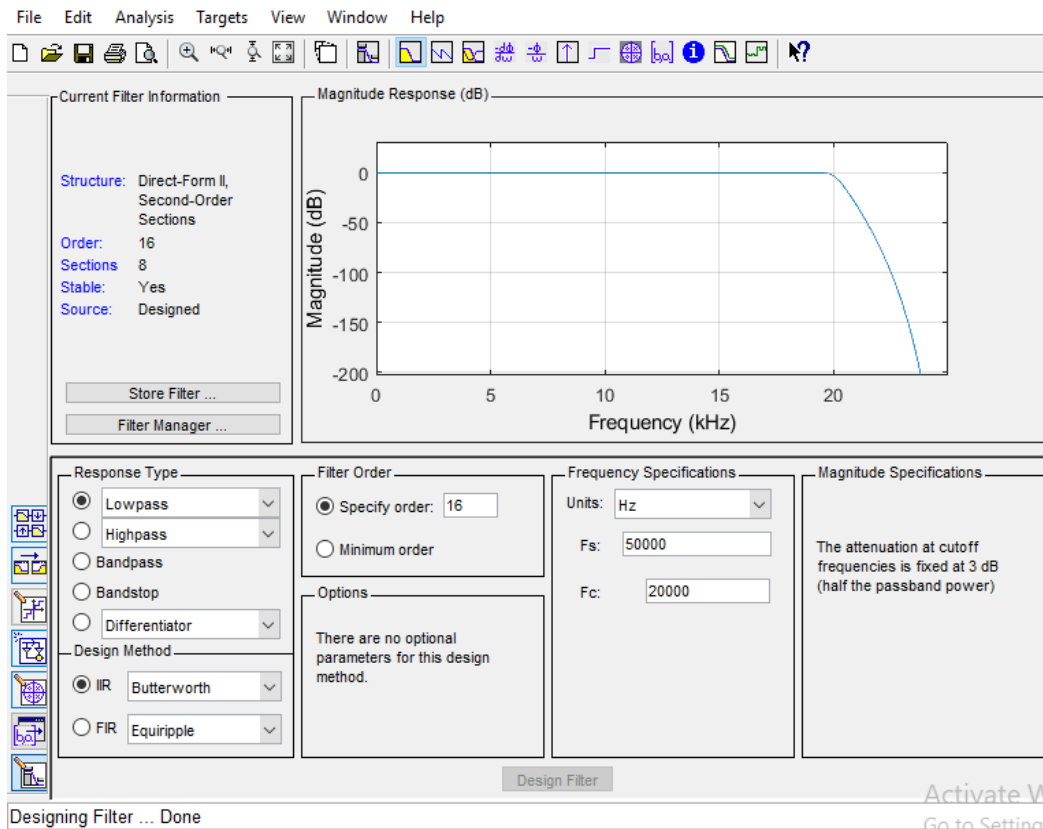 File Edit Analysis Targets View Window Help
Current Filter Information
Structure: Direct-Form II,
Second-Order
Sections
Order: 16
Sections 8
Stable: Yes
Source: Designed
Store Filter ...
Filter Manager ...
Magnitude Response (dB)
Magnitude (dB)
0
-50
-100
-150
-200
0 5 10 15 20
Frequency (kHz)
Response Type
Lowpass
Highpass
Bandpass
Bandstop
Differentiator
Design Method
IIR Butterworth
FIR Equiripple
Filter Order
Specify order: 16
Minimum order
Options
There are no optional
parameters for this design
method.
Frequency Specifications
Units: Hz
Fs: 50000
Fc: 20000
Magnitude Specifications
The attenuation at cutoff
frequencies is fixed at 3 dB
(half the passband power)
Design Filter
Activate W
Go to Setting
Designing Filter ... Done